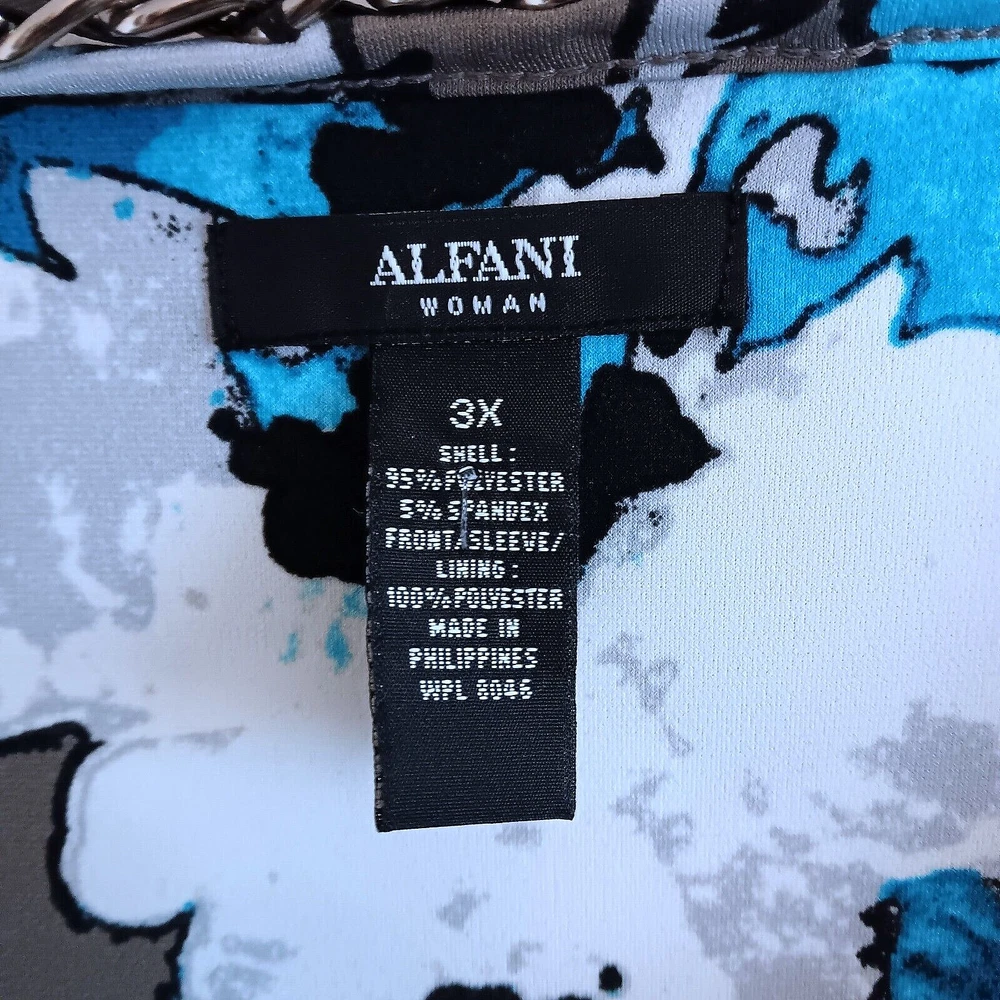 ALFANI
WOMAN
3X
SHELL:
95% POLYESTER
5% SPANDEX
FRONT/SLEEVE/
LINING:
100% POLYESTER
MADE IN
PHILIPPINES
WPL 8046